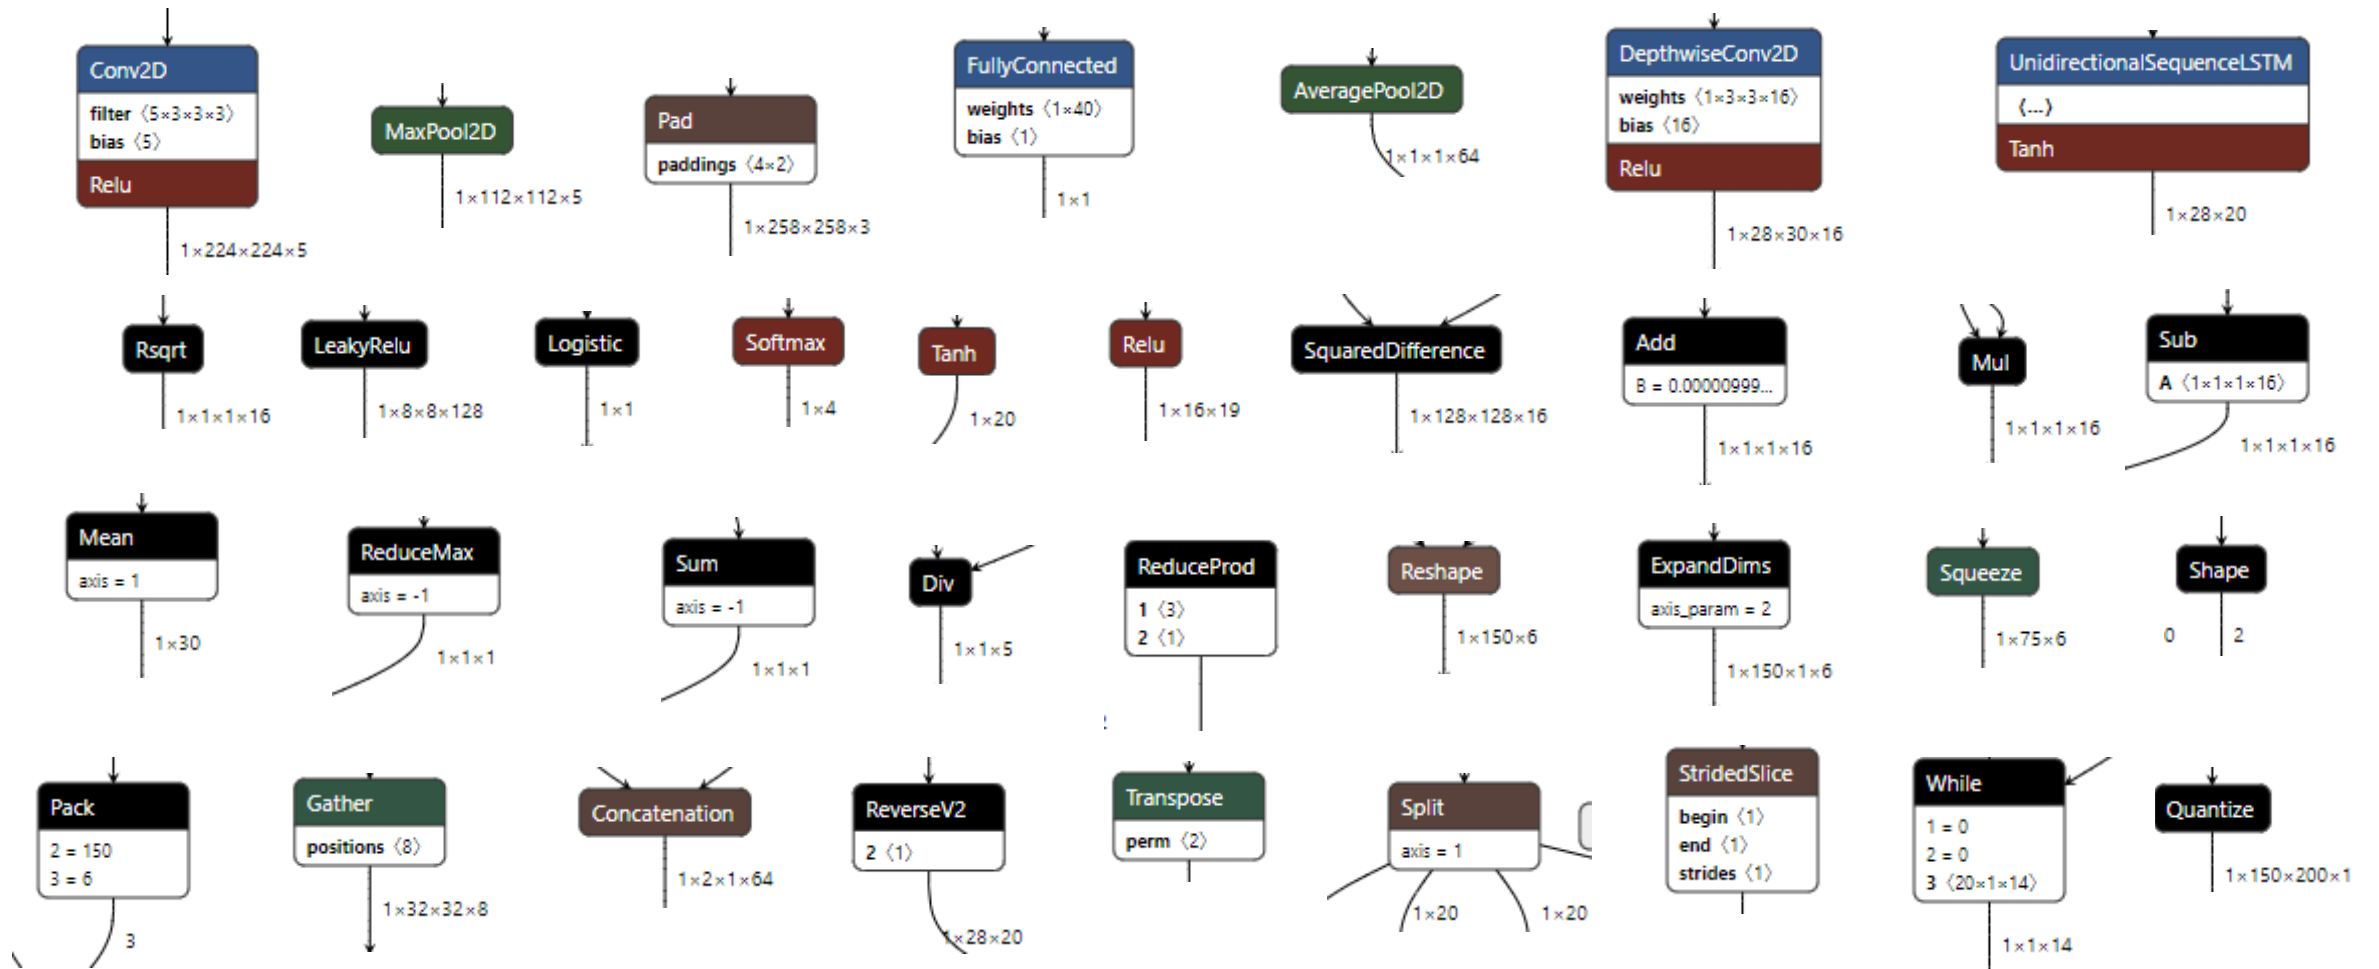 Conv2D
filter ⟨5×3×3×3⟩
bias ⟨5⟩
Relu
1×224×224×5
MaxPool2D
1×112×112×5
Pad
paddings ⟨4×2⟩
1×258×258×3
FullyConnected
weights ⟨1×40⟩
bias ⟨1⟩
1×1
AveragePool2D
1×1×1×64
DepthwiseConv2D
weights ⟨1×3×3×16⟩
bias ⟨16⟩
Relu
1×28×30×16
UnidirectionalSequenceLSTM
⟨...⟩
Tanh
1×28×20
Rsqrt
1×1×1×16
LeakyRelu
1×8×8×128
Logistic
1×1
Softmax
1×4
Tanh
1×20
Relu
1×16×19
SquaredDifference
1×128×128×16
Add
B = 0.00000999...
1×1×1×16
Mul
1×1×1×16
Sub
A ⟨1×1×1×16⟩
1×1×1×16
Mean
axis = 1
1×30
ReduceMax
axis = -1
1×1×1
Sum
axis = -1
1×1×1
Div
1×1×5
ReduceProd
1 ⟨3⟩
2 ⟨1⟩
Reshape
1×150×6
ExpandDims
axis_param = 2
1×150×1×6
Squeeze
1×75×6
Shape
0 2
Pack
2 = 150
3 = 6
3
Gather
positions ⟨8⟩
1×32×32×8
Concatenation
1×2×1×64
ReverseV2
2 ⟨1⟩
1×28×20
Transpose
perm ⟨2⟩
Split
axis = 1
1×20 1×20
StridedSlice
begin ⟨1⟩
end ⟨1⟩
strides ⟨1⟩
While
1 = 0
2 = 0
3 ⟨20×1×14⟩
1×1×14
Quantize
1×150×200×1